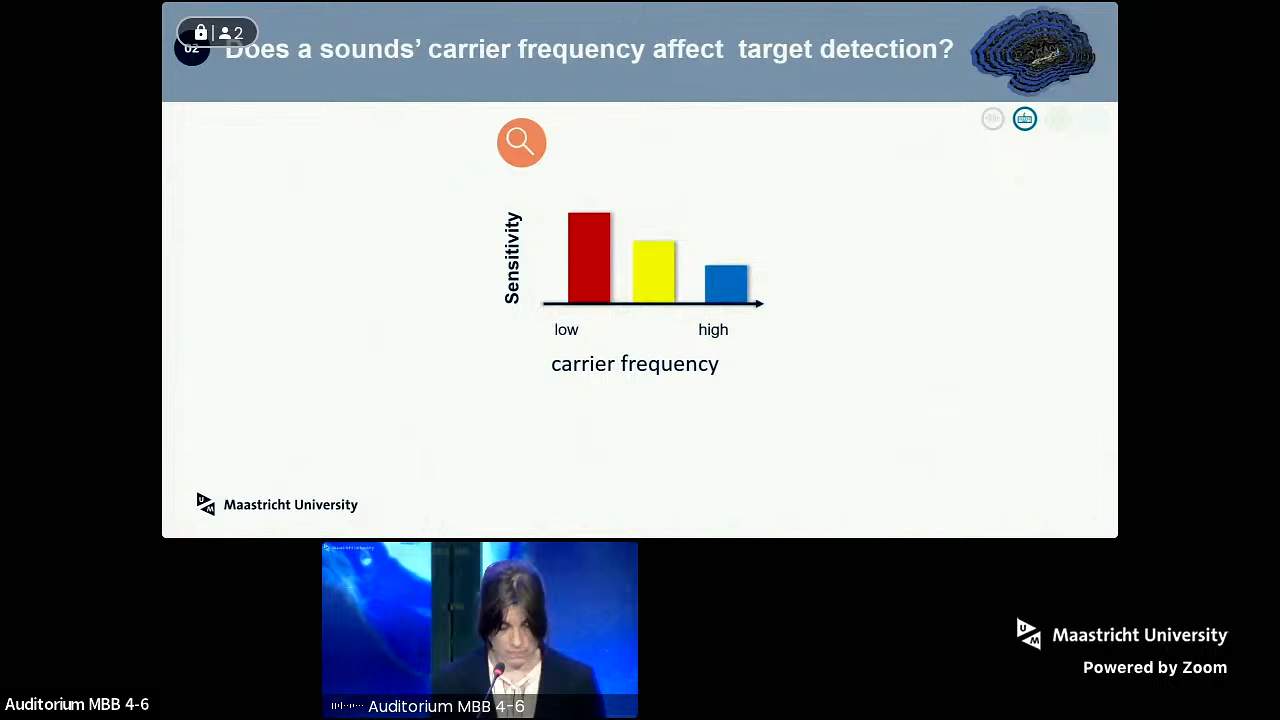 2
02
Does a sounds’ carrier frequency affect target detection?
Sensitivity
low
high
carrier frequency
Maastricht University
Maastricht University
Powered by Zoom
Auditorium MBB 4-6
Auditorium MBB 4-6